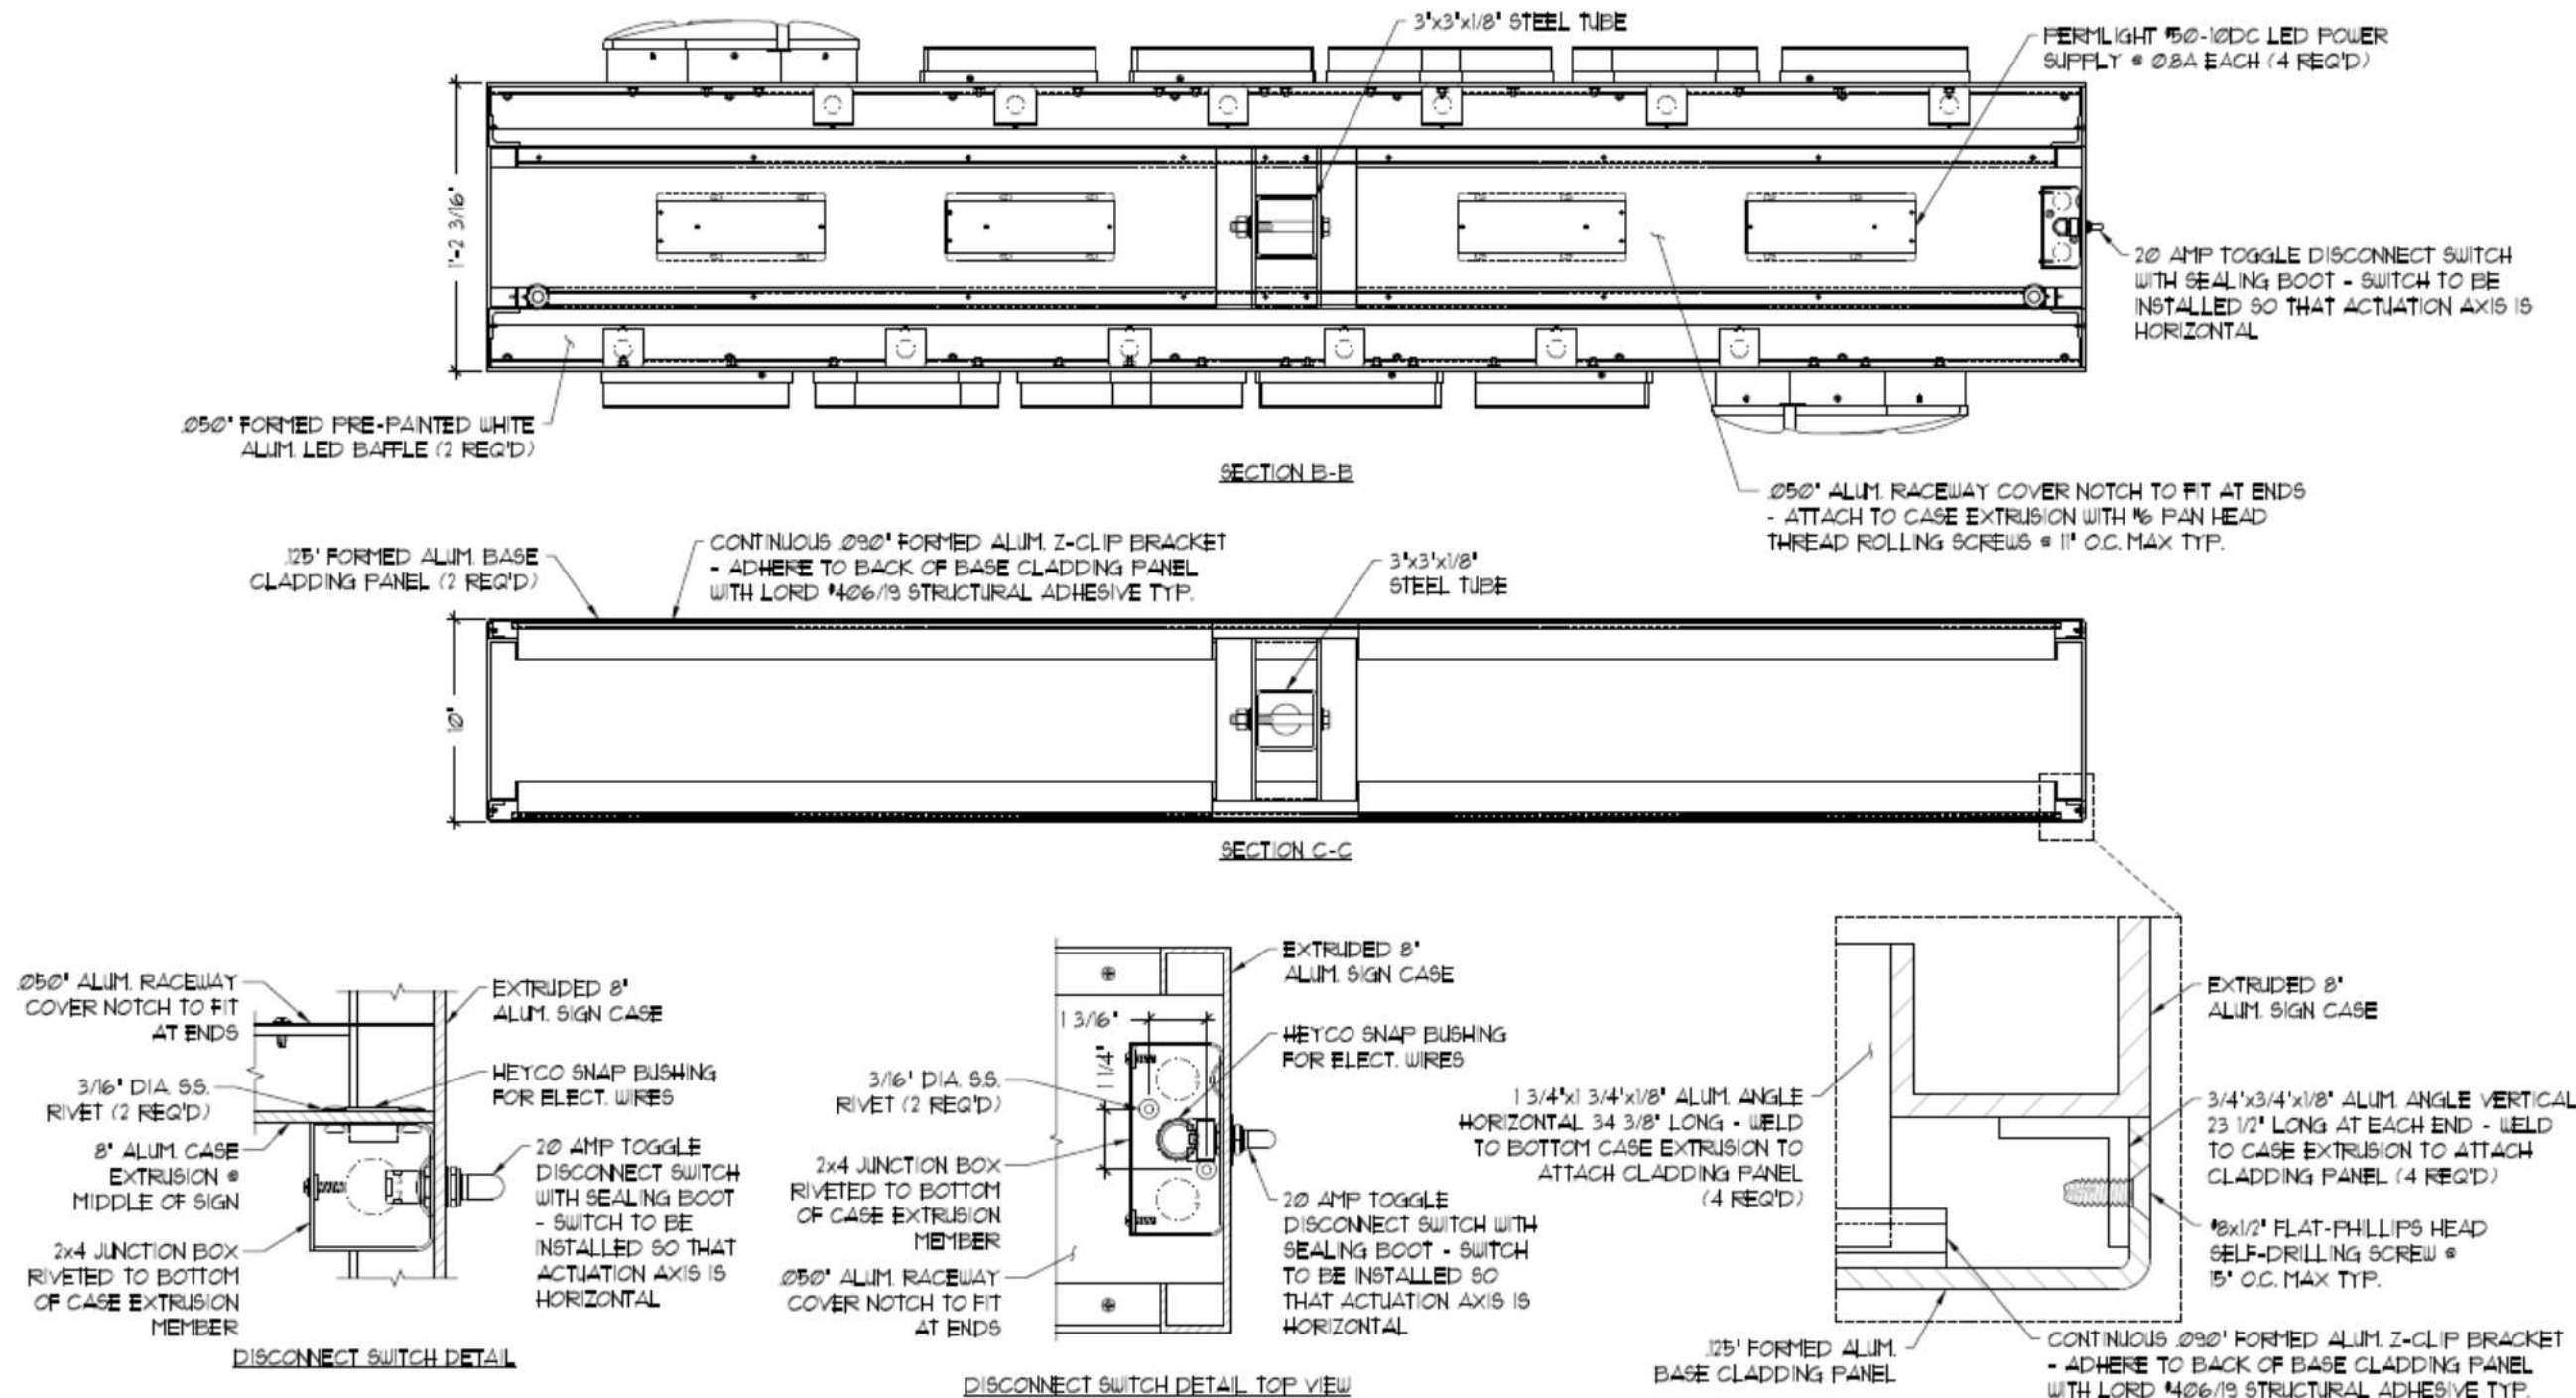 3"x3"x1/8" STEEL TUBE
PERMLIGHT #50-10DC LED POWER
SUPPLY @ 0.8A EACH (4 REQ'D)
1'-2 3/16"
20 AMP TOGGLE DISCONNECT SWITCH
WITH SEALING BOOT - SWITCH TO BE
INSTALLED SO THAT ACTUATION AXIS IS
HORIZONTAL
.050" FORMED PRE-PAINTED WHITE
ALUM. LED BAFFLE (2 REQ'D)
SECTION B-B
.050" ALUM. RACEWAY COVER NOTCH TO FIT AT ENDS
- ATTACH TO CASE EXTRUSION WITH #6 PAN HEAD
THREAD ROLLING SCREWS @ 11" O.C. MAX TYP.
.125" FORMED ALUM. BASE
CLADDING PANEL (2 REQ'D)
CONTINUOUS .090" FORMED ALUM. Z-CLIP BRACKET
- ADHERE TO BACK OF BASE CLADDING PANEL
WITH LORD #406/19 STRUCTURAL ADHESIVE TYP.
3"x3"x1/8"
STEEL TUBE
10"
SECTION C-C
.050" ALUM. RACEWAY
COVER NOTCH TO FIT
AT ENDS
3/16" DIA. S.S.
RIVET (2 REQ'D)
8" ALUM. CASE
EXTRUSION @
MIDDLE OF SIGN
2x4 JUNCTION BOX
RIVETED TO BOTTOM
OF CASE EXTRUSION
MEMBER
EXTRUDED 8"
ALUM. SIGN CASE
HEYCO SNAP BUSHING
FOR ELECT. WIRES
20 AMP TOGGLE
DISCONNECT SWITCH
WITH SEALING BOOT
- SWITCH TO BE
INSTALLED SO THAT
ACTUATION AXIS IS
HORIZONTAL
DISCONNECT SWITCH DETAIL
1 3/16"
1 1/4"
3/16" DIA. S.S.
RIVET (2 REQ'D)
2x4 JUNCTION BOX
RIVETED TO BOTTOM
OF CASE EXTRUSION
MEMBER
.050" ALUM. RACEWAY
COVER NOTCH TO FIT
AT ENDS
EXTRUDED 8"
ALUM. SIGN CASE
HEYCO SNAP BUSHING
FOR ELECT. WIRES
20 AMP TOGGLE
DISCONNECT SWITCH WITH
SEALING BOOT - SWITCH
TO BE INSTALLED SO
THAT ACTUATION AXIS IS
HORIZONTAL
DISCONNECT SWITCH DETAIL TOP VIEW
1 3/4"x1 3/4"x1/8" ALUM. ANGLE
HORIZONTAL 34 3/8" LONG - WELD
TO BOTTOM CASE EXTRUSION TO
ATTACH CLADDING PANEL
(4 REQ'D)
EXTRUDED 8"
ALUM. SIGN CASE
3/4"x3/4"x1/8" ALUM. ANGLE VERTICAL
23 1/2" LONG AT EACH END - WELD
TO CASE EXTRUSION TO ATTACH
CLADDING PANEL (4 REQ'D)
#8x1/2" FLAT-PHILLIPS HEAD
SELF-DRILLING SCREW @
15" O.C. MAX TYP.
.125" FORMED ALUM.
BASE CLADDING PANEL
CONTINUOUS .090" FORMED ALUM. Z-CLIP BRACKET
- ADHERE TO BACK OF BASE CLADDING PANEL
WITH LORD #406/19 STRUCTURAL ADHESIVE TYP.